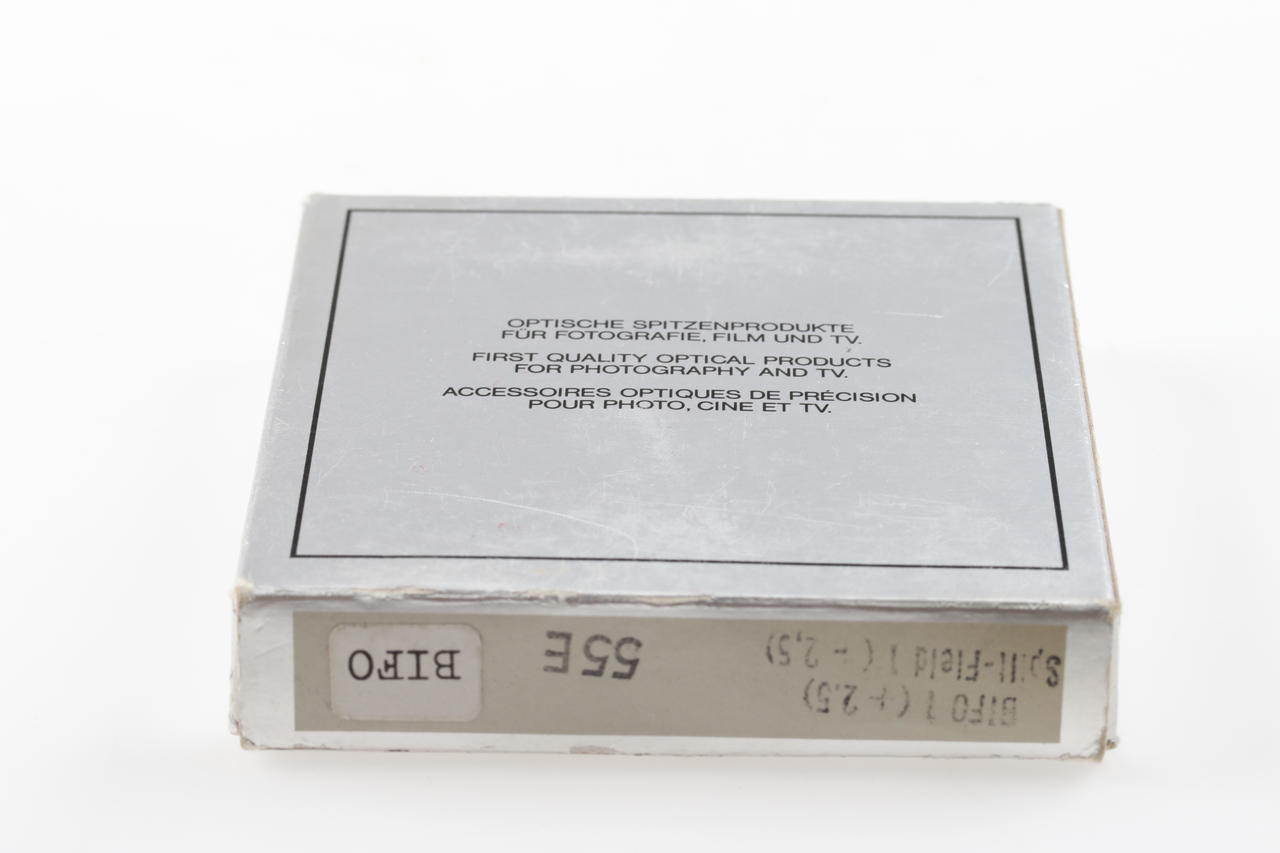 OPTISCHE SPITZENPRODUKTE
FÜR FOTOGRAFIE, FILM UND TV.
FIRST QUALITY OPTICAL PRODUCTS
FOR PHOTOGRAPHY AND TV.
ACCESSOIRES OPTIQUES DE PRÉCISION
POUR PHOTO, CINE ET TV.
BIFO 1 (+ 2.5)
Split-Field 1 (+ 2,5)
55E
BIFO